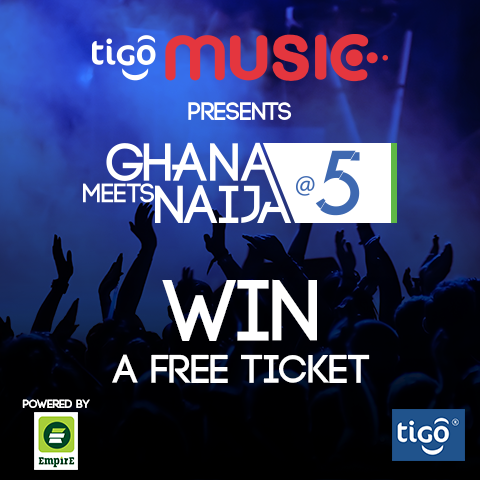 tigo MUSIC
PRESENTS
GHANA
MEETS NAIJA @ 5
WIN
A FREE TICKET
POWERED BY
EmpirE
tigo®